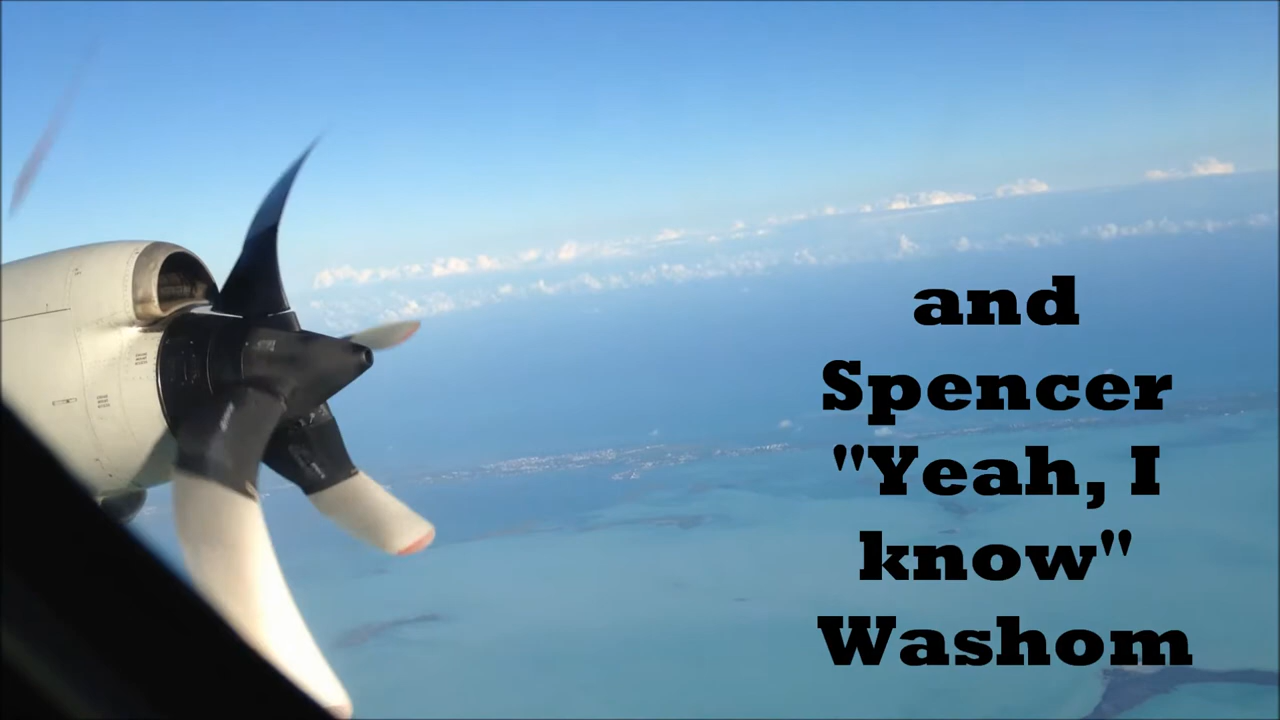 and
Spencer
"Yeah, I
know"
Washom